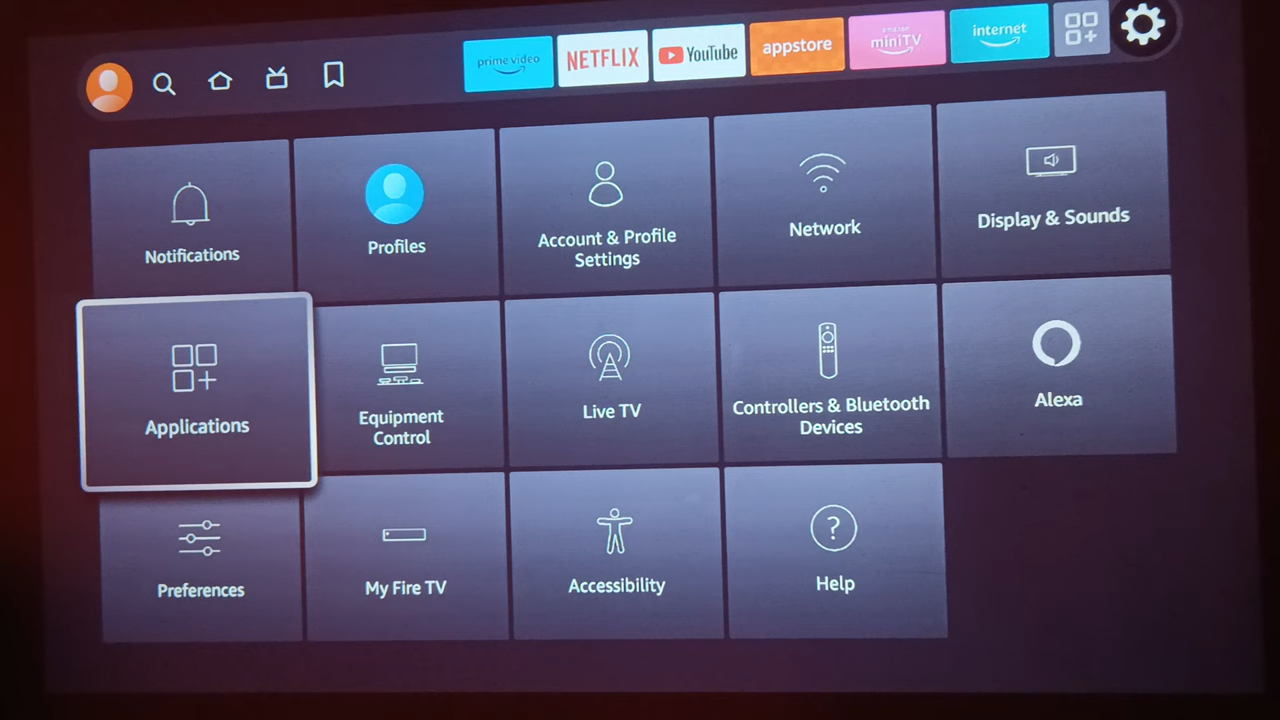 prime video
NETFLIX
YouTube
appstore
amazon
miniTV
internet
Notifications
Profiles
Account & Profile
Settings
Network
Display & Sounds
Applications
Equipment
Control
Live TV
Controllers & Bluetooth
Devices
Alexa
Preferences
My Fire TV
Accessibility
?
Help